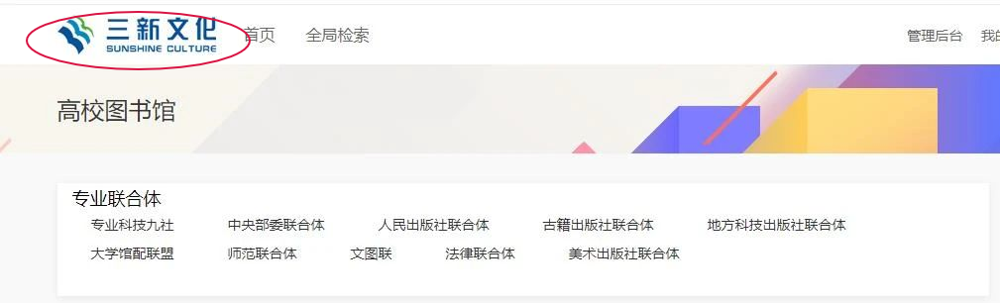 三新文化 首页 全局检索 管理后台 我的
SUNSHINE CULTURE
高校图书馆
专业联合体
专业科技九社 中央部委联合体 人民出版社联合体 古籍出版社联合体 地方科技出版社联合体
大学馆配联盟 师范联合体 文图联 法律联合体 美术出版社联合体